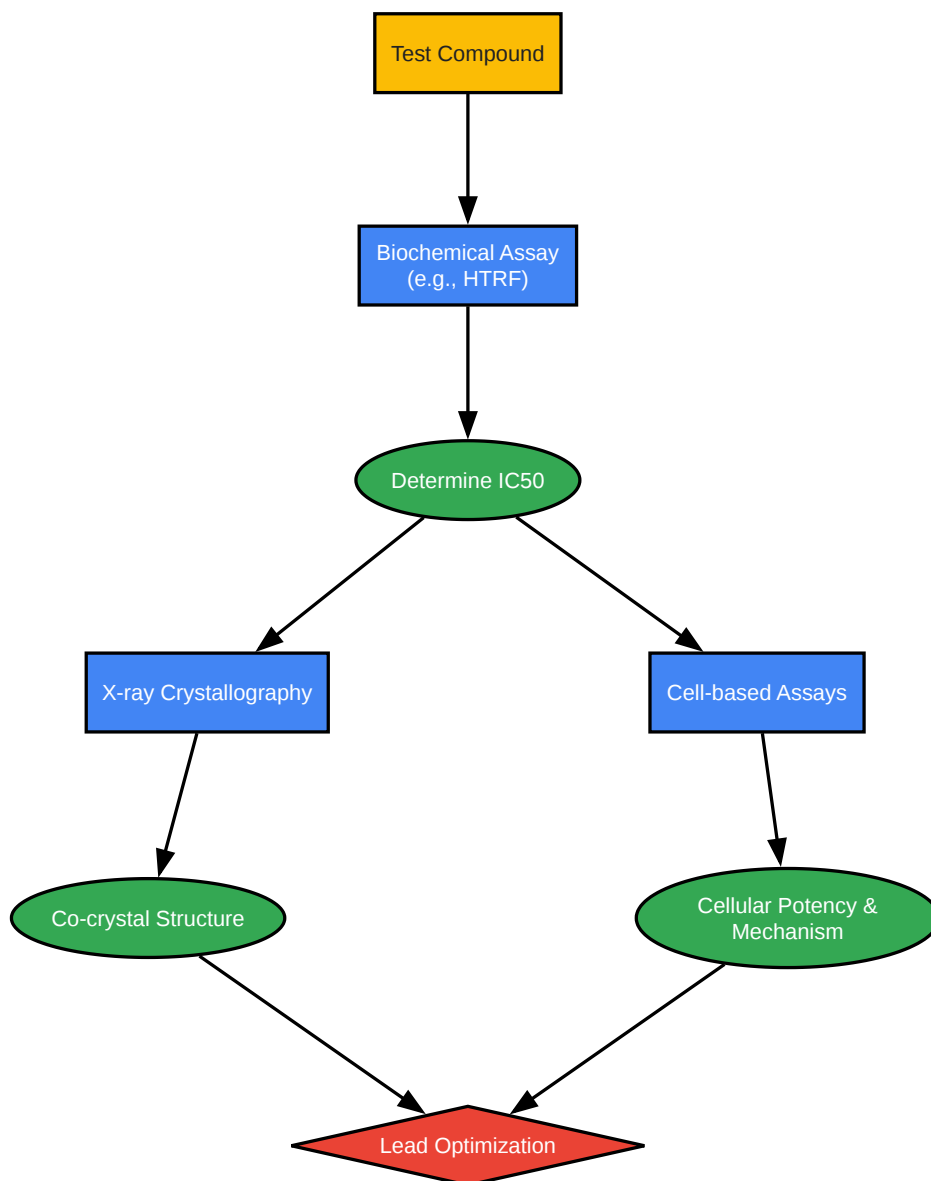 Test Compound
Biochemical Assay
(e.g., HTRF)
Determine IC50
X-ray Crystallography
Cell-based Assays
Co-crystal Structure
Cellular Potency &
Mechanism
Lead Optimization